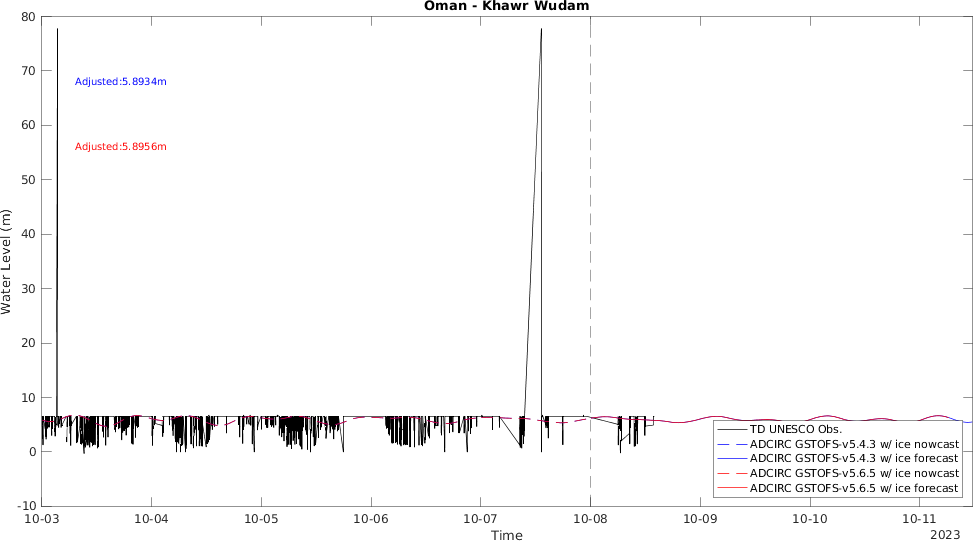 Oman - Khawr Wudam
80
70
60
50
40
30
20
10
0
-10
Water Level (m)
Adjusted:5.8934m
Adjusted:5.8956m
TD UNESCO Obs.
ADCIRC GSTOFS-v5.4.3 w/ ice nowcast
ADCIRC GSTOFS-v5.4.3 w/ ice forecast
ADCIRC GSTOFS-v5.6.5 w/ ice nowcast
ADCIRC GSTOFS-v5.6.5 w/ ice forecast
10-03 10-04 10-05 10-06 10-07 10-08 10-09 10-10 10-11
Time
2023